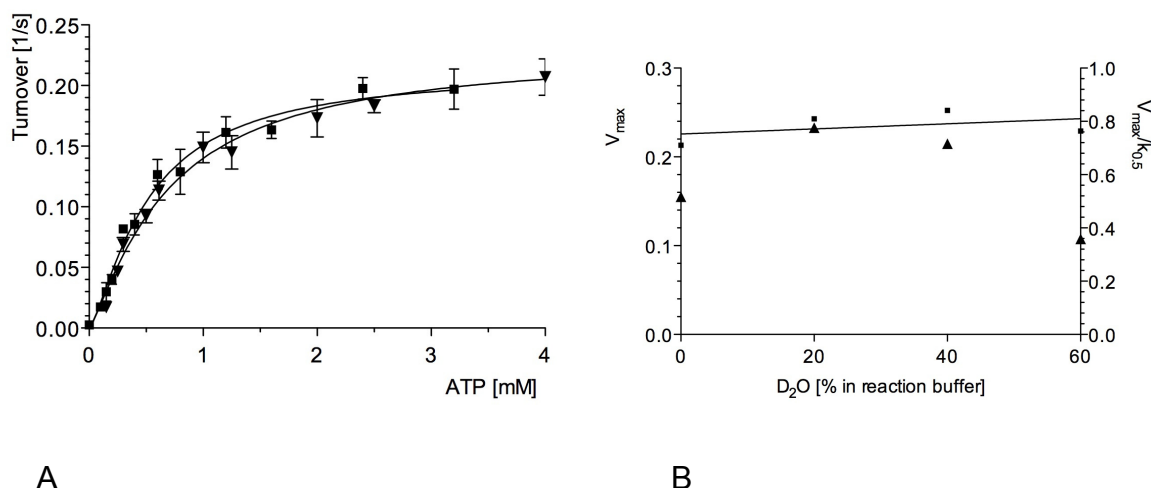 Turnover [1/s]
0.25
0.20
0.15
0.10
0.05
0.00
0 1 2 3 4
ATP [mM]
A
V_max
0.3
0.2
0.1
0.0
V_max/k_0.5
1.0
0.8
0.6
0.4
0.2
0.0
0 20 40 60
D₂O [% in reaction buffer]
B